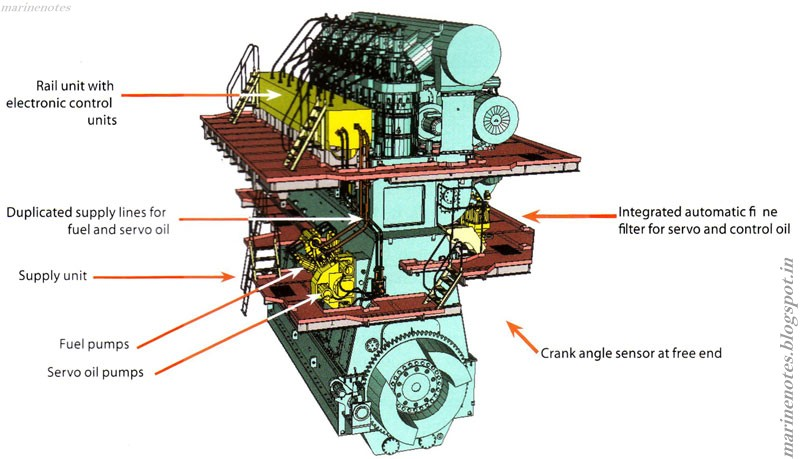 marinenotes
Rail unit with
electronic control
units
Duplicated supply lines for
fuel and servo oil
Supply unit
Fuel pumps
Servo oil pumps
Integrated automatic fi ne
filter for servo and control oil
Crank angle sensor at free end
marinenotes.blogspot.in